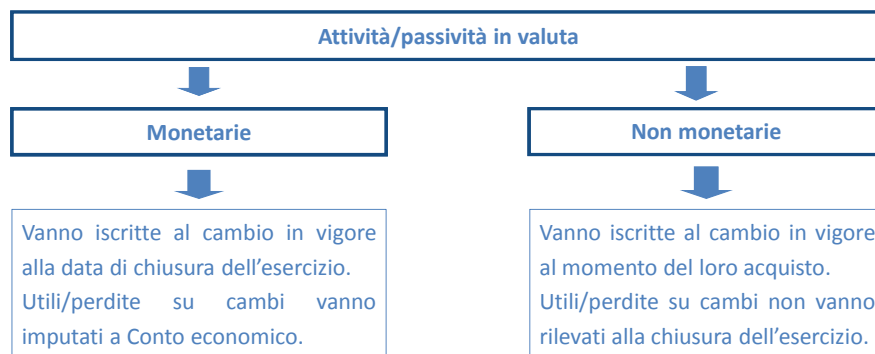 Attività/passività in valuta
Monetarie
Non monetarie
Vanno iscritte al cambio in vigore
alla data di chiusura dell’esercizio.
Utili/perdite su cambi vanno
imputati a Conto economico.
Vanno iscritte al cambio in vigore
al momento del loro acquisto.
Utili/perdite su cambi non vanno
rilevati alla chiusura dell’esercizio.